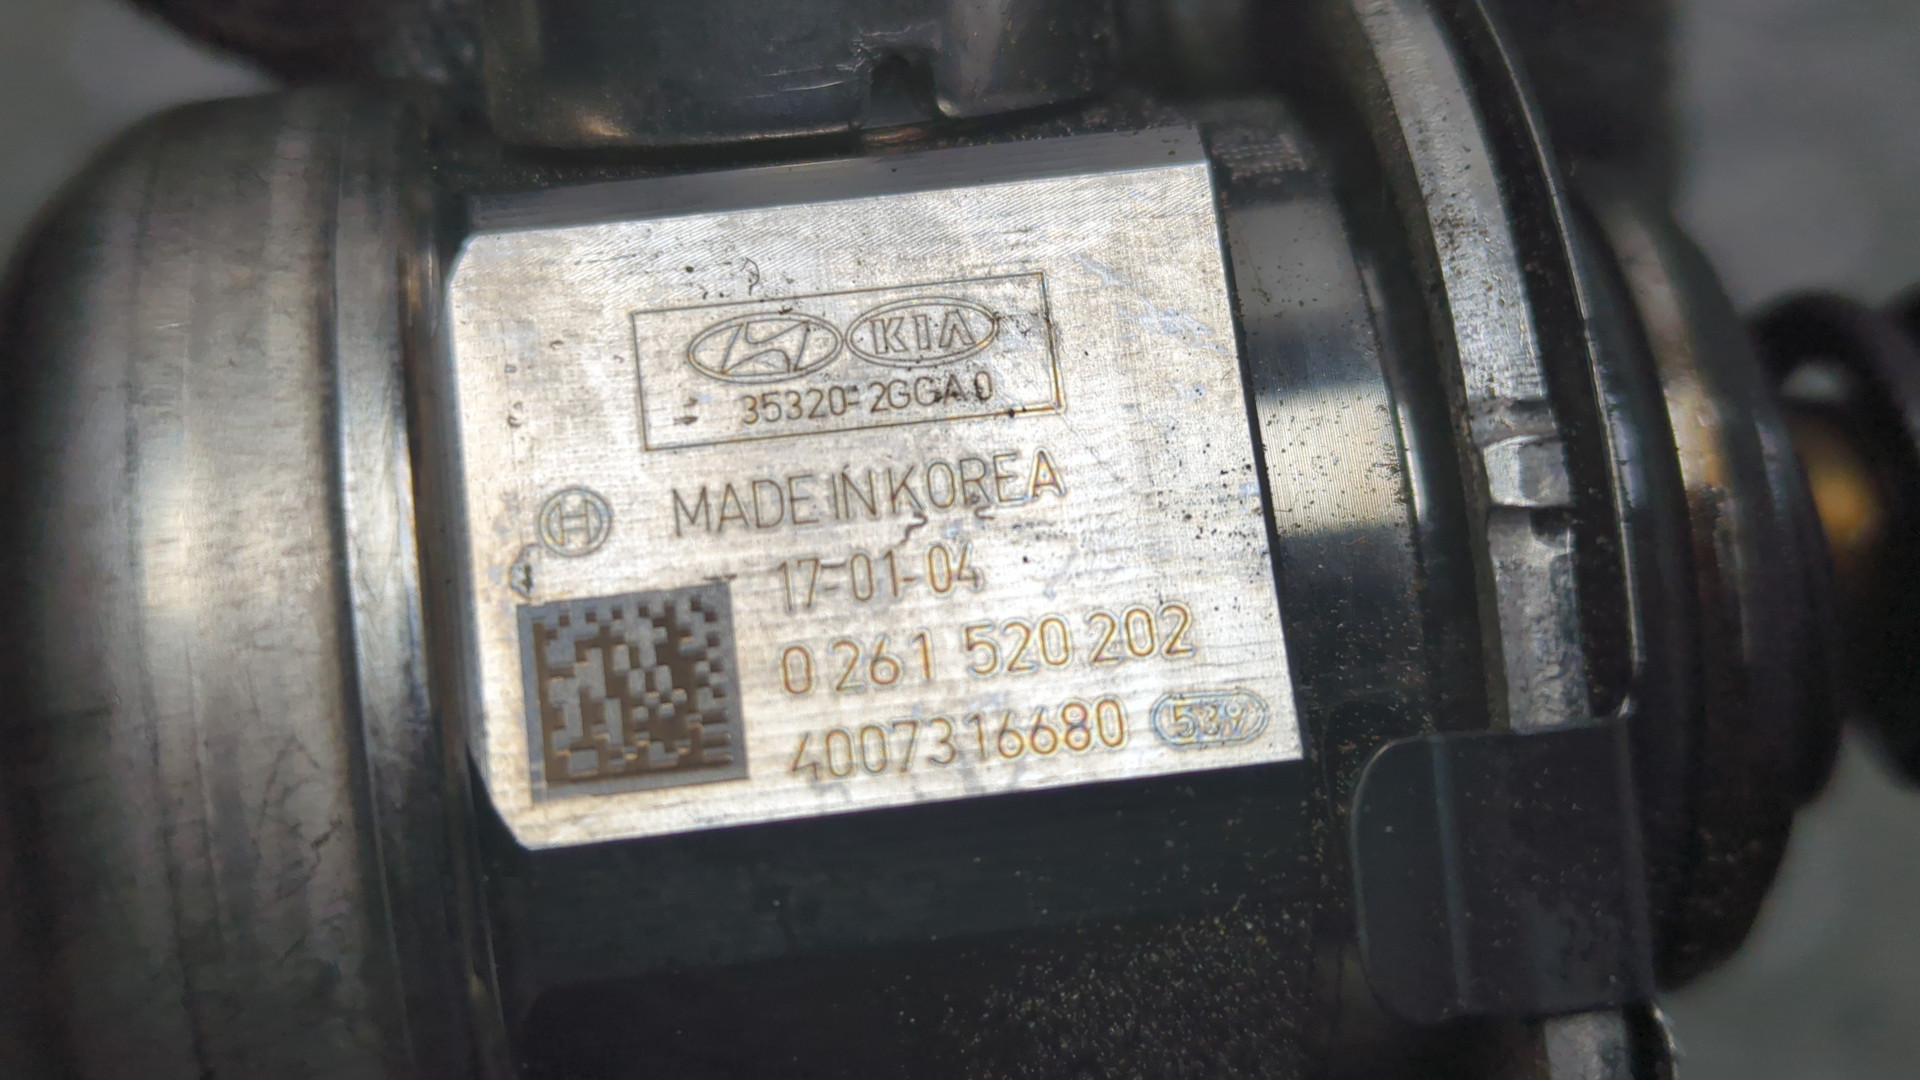 KIA
35320-2GGA0
MADE IN KOREA
17-01-04
0 261 520 202
4007316680